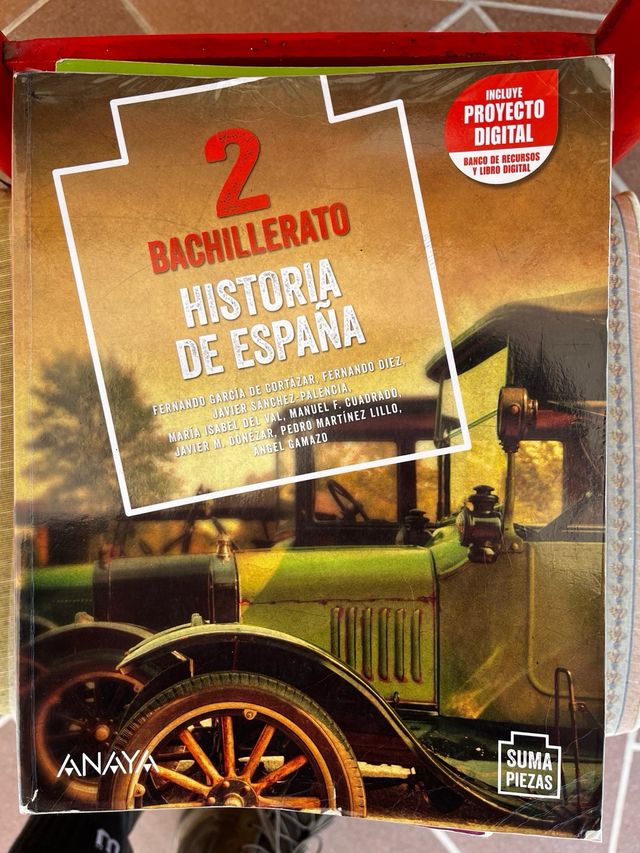 INCLUYE
PROYECTO
DIGITAL
BANCO DE RECURSOS
Y LIBRO DIGITAL
2
BACHILLERATO
HISTORIA
DE ESPAÑA
FERNANDO GARCÍA DE CORTÁZAR, FERNANDO DIEZ,
JAVIER SÁNCHEZ-PALENCIA,
MARÍA ISABEL DEL VAL, MANUEL F. CUADRADO,
JAVIER M. DONÉZAR, PEDRO MARTÍNEZ LILLO,
ÁNGEL GAMAZO
ANAYA
SUMA
PIEZAS